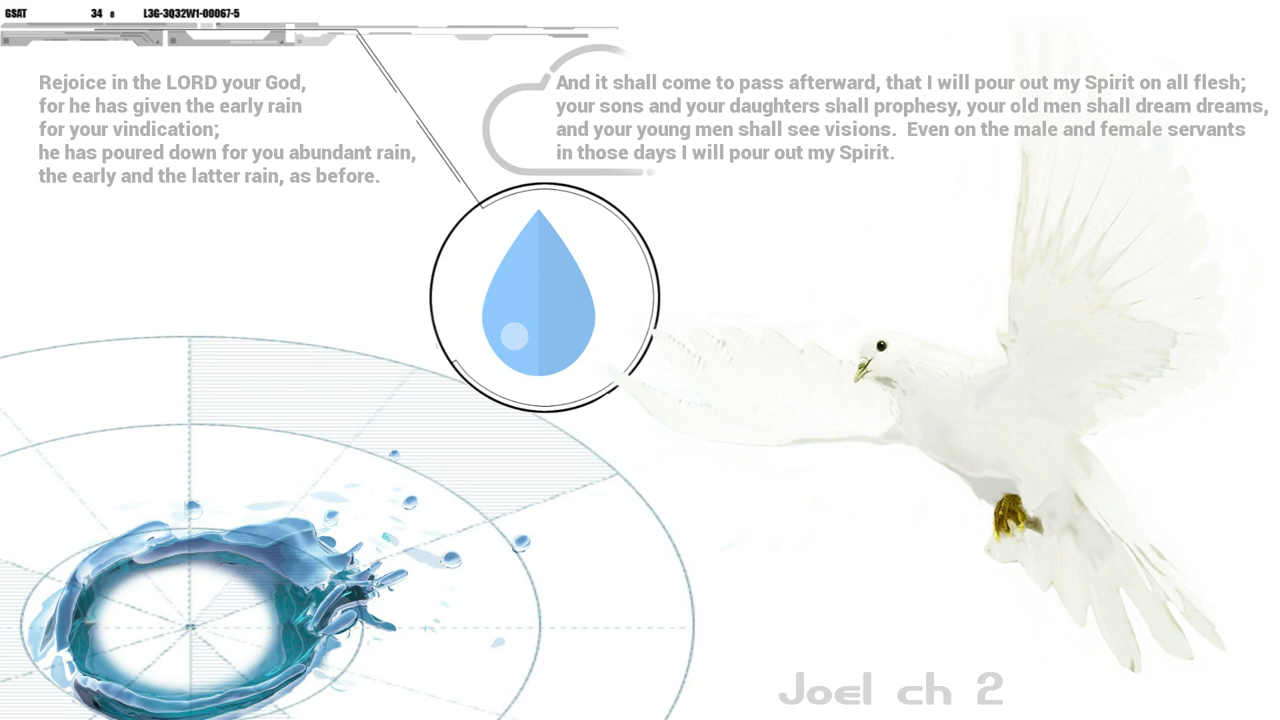 GSAT 34 8 L3G-3Q32W1-00067-5
Rejoice in the LORD your God,
for he has given the early rain
for your vindication;
he has poured down for you abundant rain,
the early and the latter rain, as before.
And it shall come to pass afterward, that I will pour out my Spirit on all flesh;
your sons and your daughters shall prophesy, your old men shall dream dreams,
and your young men shall see visions.  Even on the male and female servants
in those days I will pour out my Spirit.
Joel ch 2